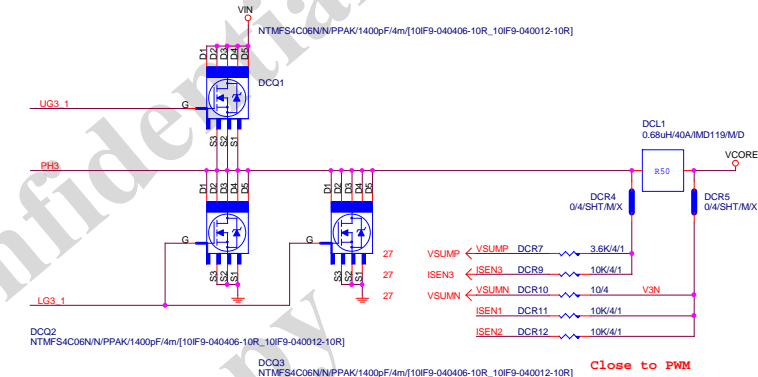 VIN
NTMFS4C06N/N/PPAK/1400pF/4m/[10IF9-040406-10R_10IF9-040012-10R]
D1 D2 D3 D4 D5
DCQ1
UG3_1
G
S3 S2 S1
DCL1
0.68uH/40A/IMD119/M/D
VCORE
PH3
R50
D1 D2 D3 D4 D5
D1 D2 D3 D4 D5
DCR4
0/4/SHT/M/X
DCR5
0/4/SHT/M/X
G
G
27 VSUMP VSUMP DCR7 3.6K/4/1
S3 S2 S1
S3 S2 S1
27 ISEN3 ISEN3 DCR9 10K/4/1
27 VSUMN VSUMN DCR10 10/4 V3N
LG3_1
ISEN1 DCR11 10K/4/1
ISEN2 DCR12 10K/4/1
DCQ2
NTMFS4C06N/N/PPAK/1400pF/4m/[10IF9-040406-10R_10IF9-040012-10R]
DCQ3
NTMFS4C06N/N/PPAK/1400pF/4m/[10IF9-040406-10R_10IF9-040012-10R]
Close to PWM
nfidential
opy